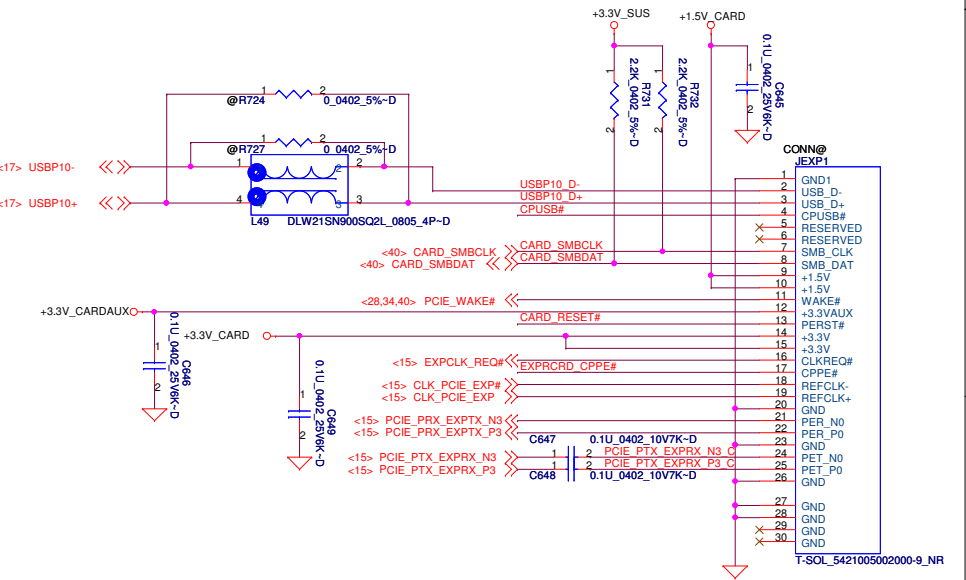 +3.3V_SUS
+1.5V_CARD
1
2
@R724
0_0402_5%~D
1
2
@R727
0_0402_5%~D
<17> USBP10-
<17> USBP10+
1
2
2
4
3
3
L49
DLW21SN900SQ2L_0805_4P~D
1
2
R731
2.2K_0402_5%~D
1
2
R732
2.2K_0402_5%~D
1
2
C645
0.1U_0402_25V6K~D
CONN@
JEXP1
USBP10_D-
USBP10_D+
CPUSB#
<40> CARD_SMBCLK
CARD_SMBCLK
<40> CARD_SMBDAT
CARD_SMBDAT
<28,34,40> PCIE_WAKE#
+3.3V_CARDAUX
CARD_RESET#
+3.3V_CARD
1
2
C646
0.1U_0402_25V6K~D
1
2
C649
0.1U_0402_25V6K~D
<15> EXPCLK_REQ#
EXPRCRD_CPPE#
<15> CLK_PCIE_EXP#
<15> CLK_PCIE_EXP
<15> PCIE_PRX_EXPTX_N3
<15> PCIE_PRX_EXPTX_P3
C647
0.1U_0402_10V7K~D
<15> PCIE_PTX_EXPRX_N3
1
2
PCIE_PTX_EXPRX_N3_C
<15> PCIE_PTX_EXPRX_P3
1
2
PCIE_PTX_EXPRX_P3_C
C648
0.1U_0402_10V7K~D
1 GND1
2 USB_D-
3 USB_D+
4 CPUSB#
5 RESERVED
6 RESERVED
7 SMB_CLK
8 SMB_DAT
9 +1.5V
10 +1.5V
11 WAKE#
12 +3.3VAUX
13 PERST#
14 +3.3V
15 +3.3V
16 CLKREQ#
17 CPPE#
18 REFCLK-
19 REFCLK+
20 GND
21 PER_N0
22 PER_P0
23 GND
24 PET_N0
25 PET_P0
26 GND
27 GND
28 GND
29 GND
30 GND
T-SOL_5421005002000-9_NR